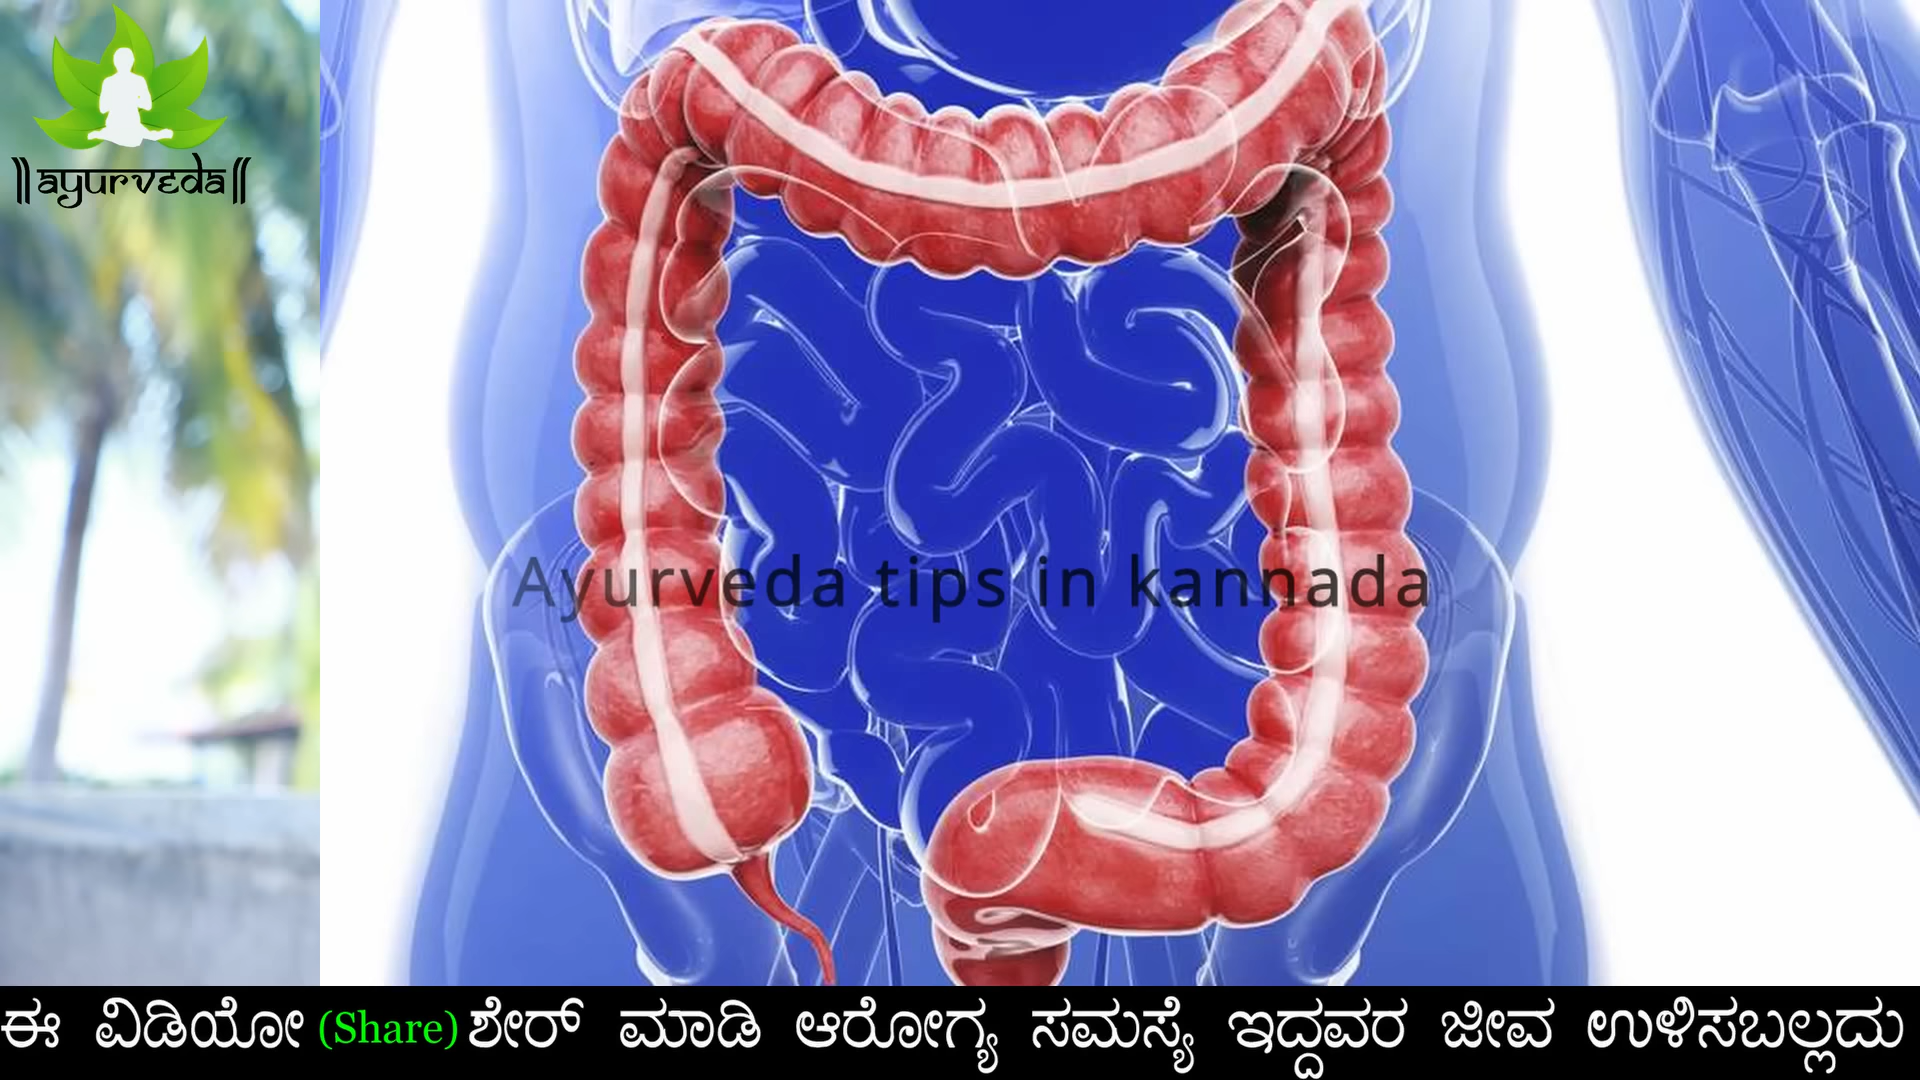 ||ayurveda||
Ayurveda tips in kannada
ಈ ವಿಡಿಯೋ (Share) ಶೇರ್ ಮಾಡಿ ಆರೋಗ್ಯ ಸಮಸ್ಯೆ ಇದ್ದವರ ಜೀವ ಉಳಿಸಬಲ್ಲದು